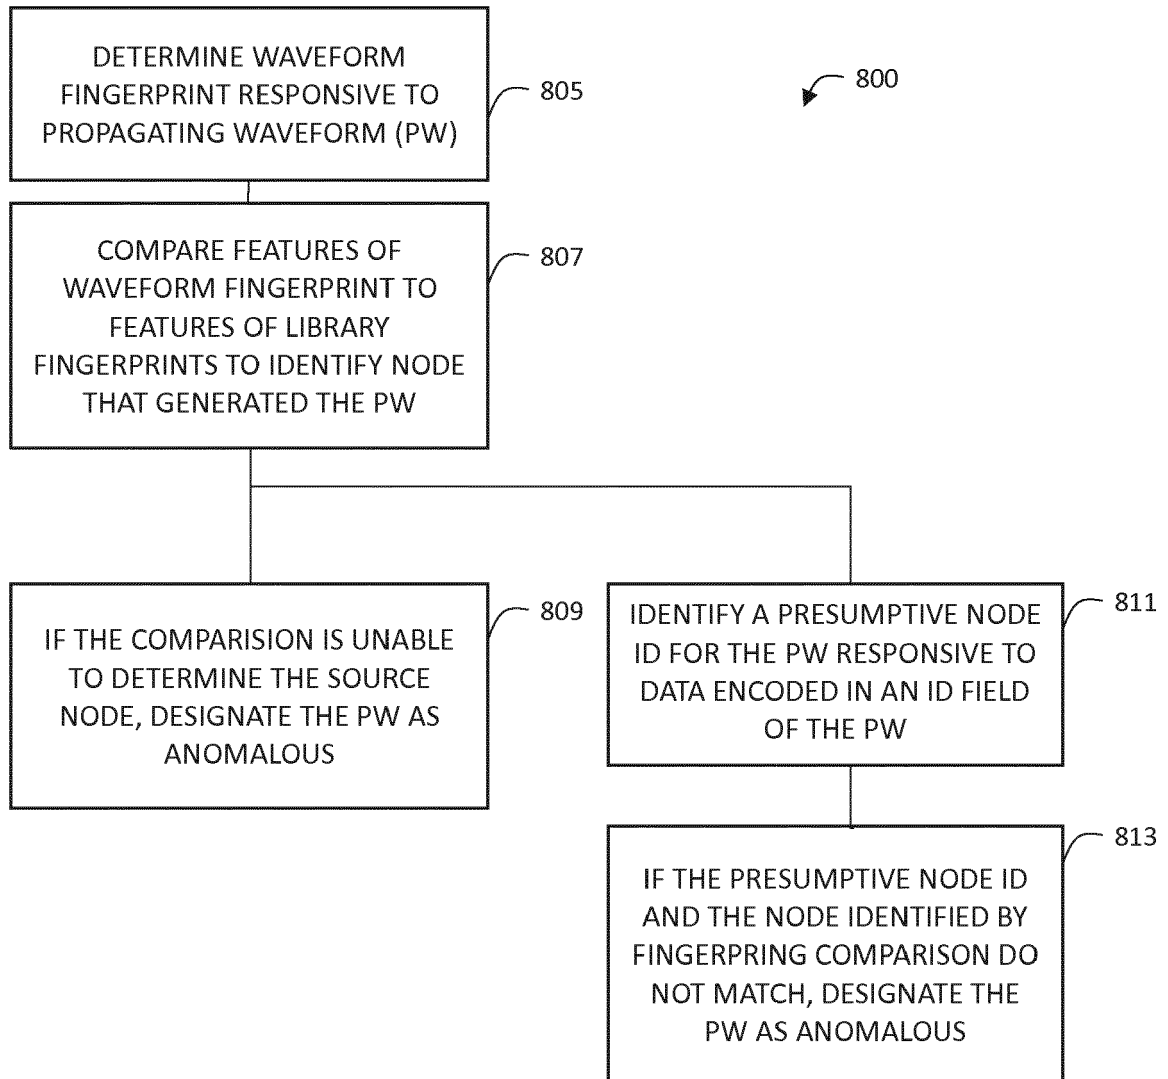 DETERMINE WAVEFORM
FINGERPRINT RESPONSIVE TO
PROPAGATING WAVEFORM (PW)
805
800
COMPARE FEATURES OF
WAVEFORM FINGERPRINT TO
FEATURES OF LIBRARY
FINGERPRINTS TO IDENTIFY NODE
THAT GENERATED THE PW
807
IF THE COMPARISION IS UNABLE
TO DETERMINE THE SOURCE
NODE, DESIGNATE THE PW AS
ANOMALOUS
809
IDENTIFY A PRESUMPTIVE NODE
ID FOR THE PW RESPONSIVE TO
DATA ENCODED IN AN ID FIELD
OF THE PW
811
IF THE PRESUMPTIVE NODE ID
AND THE NODE IDENTIFIED BY
FINGERPRING COMPARISON DO
NOT MATCH, DESIGNATE THE
PW AS ANOMALOUS
813